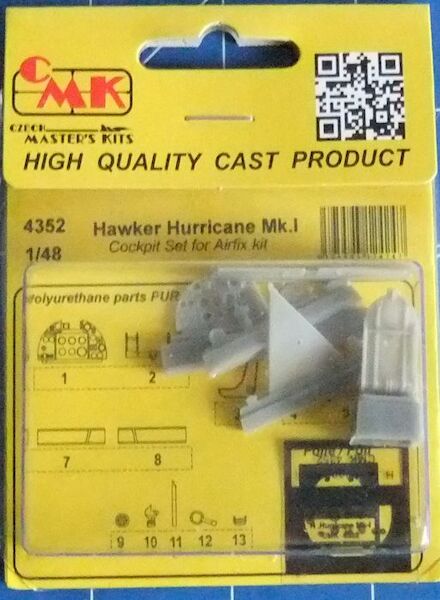 CMK
CZECH
MASTER'S KITS
HIGH QUALITY CAST PRODUCT
4352 Hawker Hurricane Mk.I
1/48 Cockpit Set for Airfix kit
Polyurethane parts PUR
1 2
7 8
9 10 11 12 13
H